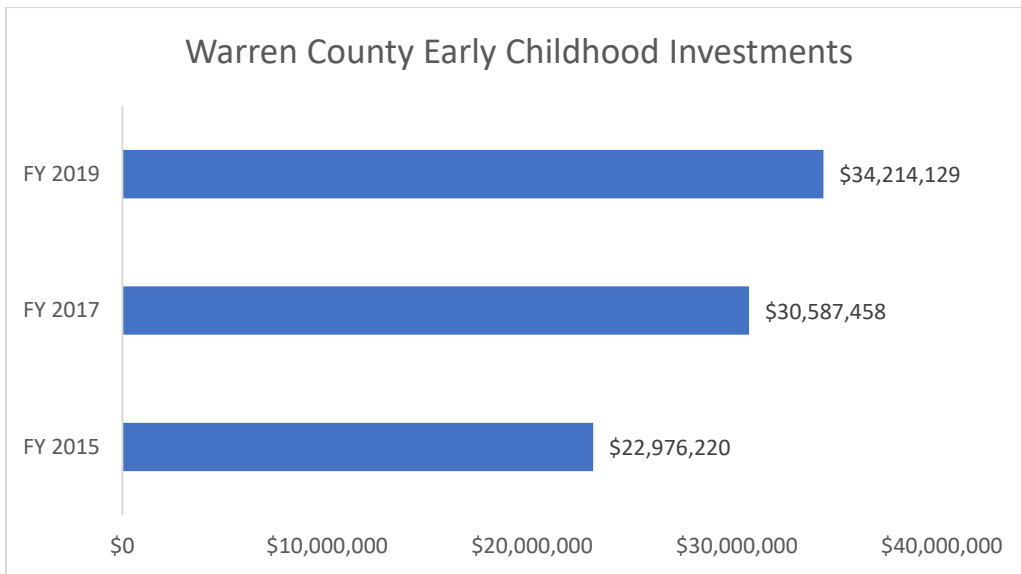 Warren County Early Childhood Investments
FY 2019
$34,214,129
FY 2017
$30,587,458
FY 2015
$22,976,220
$0 $10,000,000 $20,000,000 $30,000,000 $40,000,000